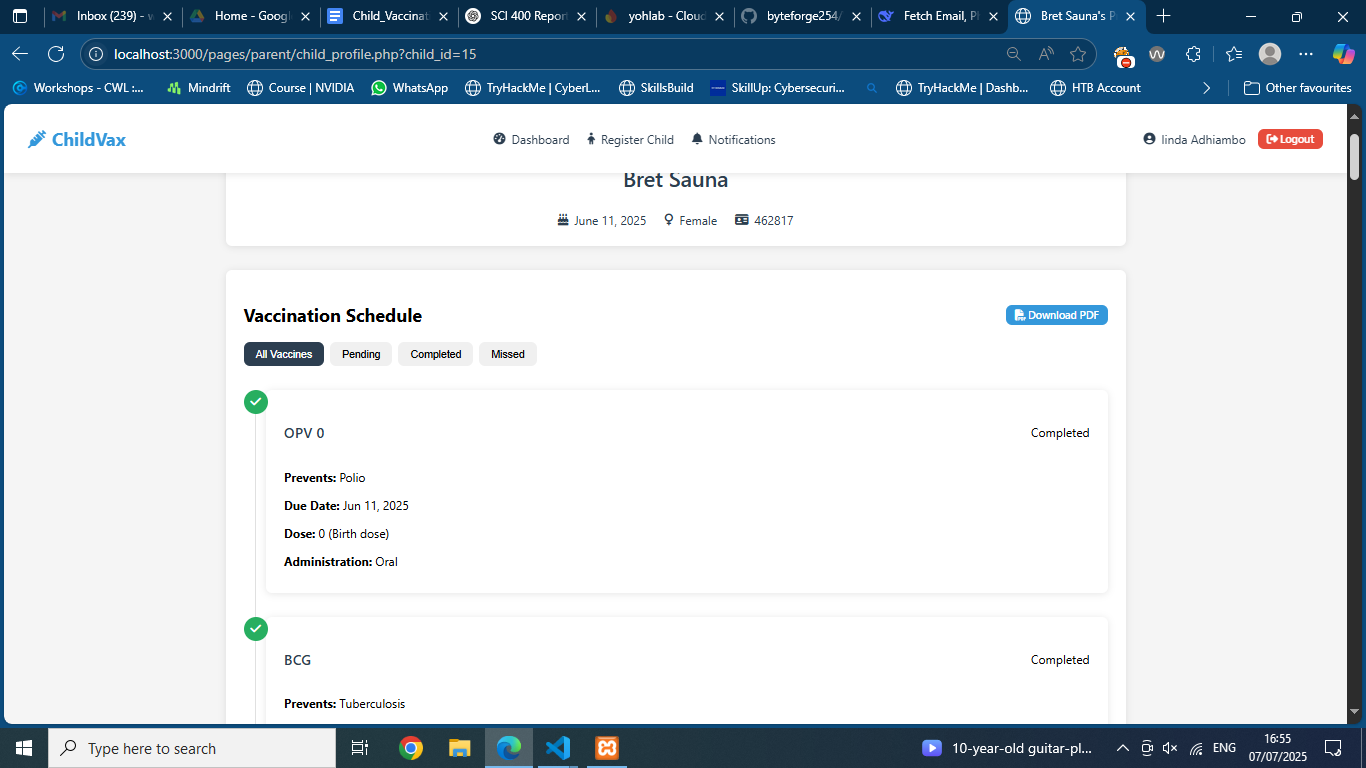 Inbox (239) - w
Home - Googl
Child_Vaccinat
SCI 400 Report
yohlab - Cloud
byteforge254/
Fetch Email, Ph
Bret Sauna's P
localhost:3000/pages/parent/child_profile.php?child_id=15
Workshops - CWL :...
Mindrift
Course | NVIDIA
WhatsApp
TryHackMe | CyberL...
SkillsBuild
SkillUp: Cybersecuri...
TryHackMe | Dashb...
HTB Account
Other favourites
ChildVax
Dashboard
Register Child
Notifications
linda Adhiambo
Logout
Bret Sauna
June 11, 2025
Female
462817
Vaccination Schedule
Download PDF
All Vaccines
Pending
Completed
Missed
OPV 0
Completed
Prevents: Polio
Due Date: Jun 11, 2025
Dose: 0 (Birth dose)
Administration: Oral
BCG
Completed
Prevents: Tuberculosis
Type here to search
10-year-old guitar-pl...
ENG
16:55
07/07/2025